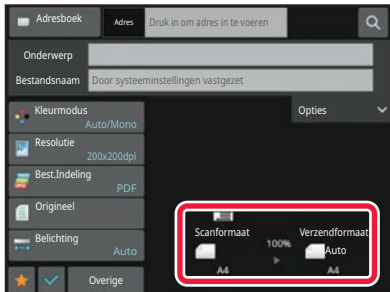 Adresboek Adres Druk in om adres in te voeren
Onderwerp
Bestandsnaam Door systeeminstellingen vastgezet
Kleurmodus
Auto/Mono
Opties
Resolutie
200x200dpi
Best.Indeling
PDF
Origineel
Belichting
Auto
Scanformaat 100% Verzendformaat
Auto
A4 A4
Overige